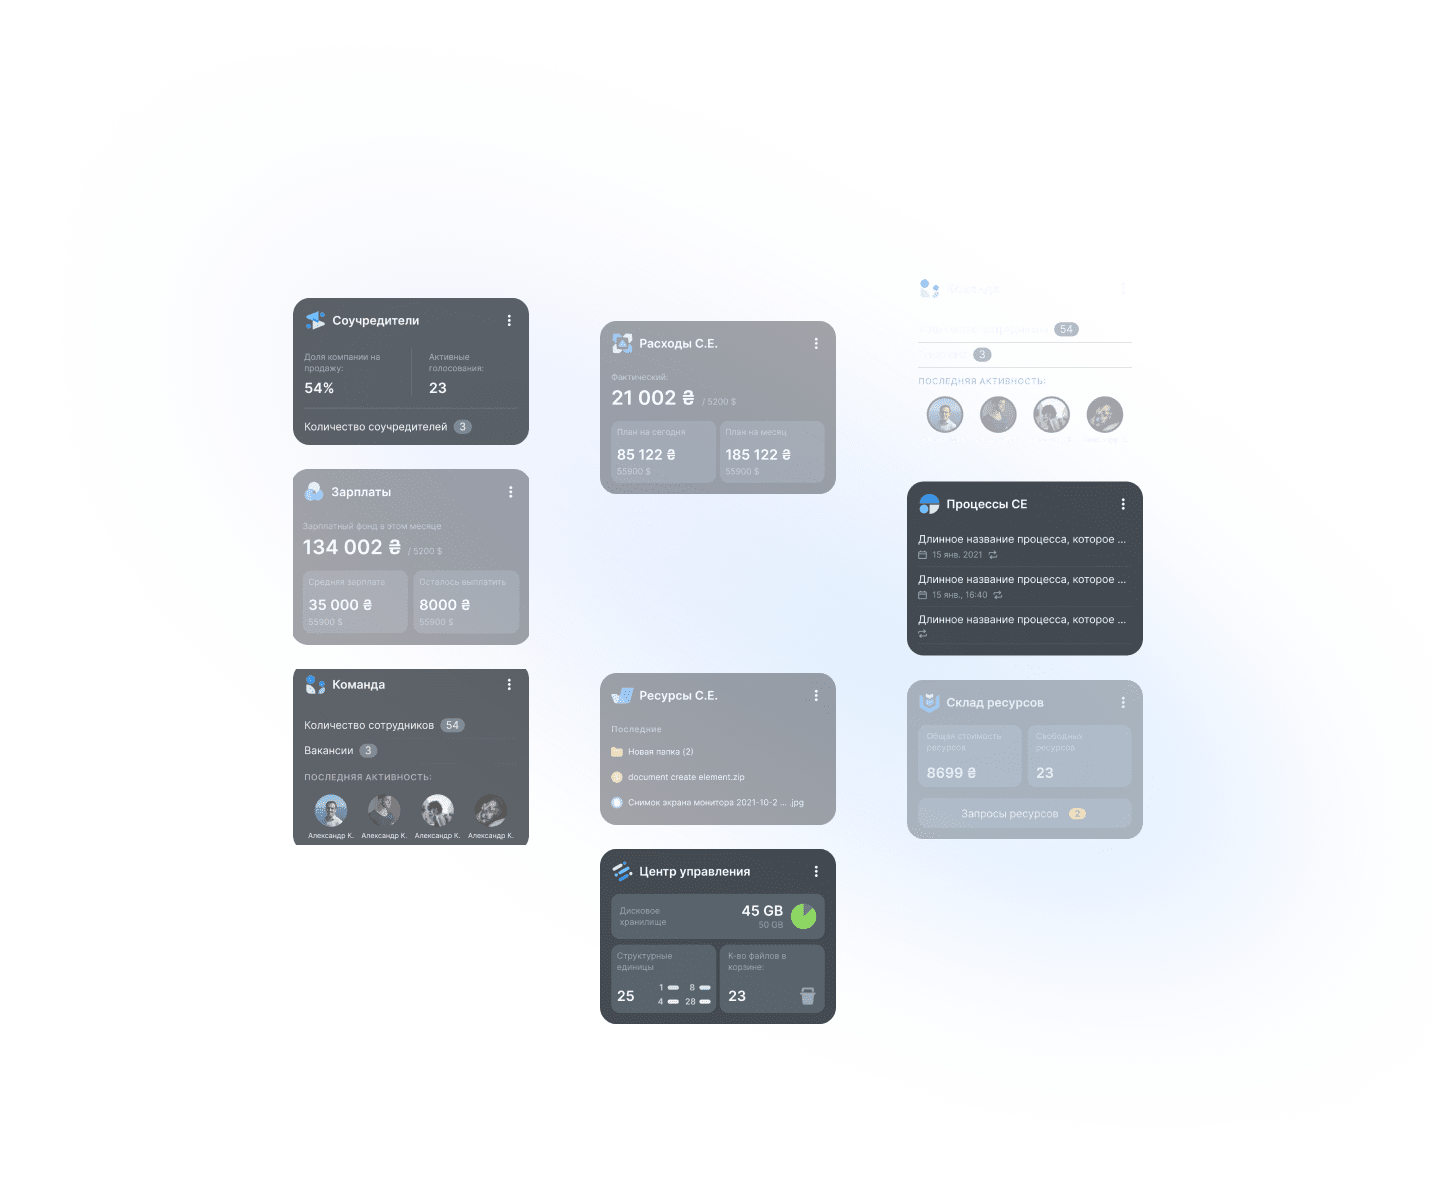 Соучредители
Доля компании на
продажу:
54%
Активные
голосования:
23
Количество соучредителей 3
Зарплаты
Зарплатный фонд в этом месяце
134 002 ₴ / 5200 $
Средняя зарплата
35 000 ₴
55900 $
Осталось выплатить
8000 ₴
55900 $
Команда
Количество сотрудников 54
Вакансии 3
ПОСЛЕДНЯЯ АКТИВНОСТЬ:
Александр К. Александр К. Александр К. Александр К.
Расходы С.Е.
Фактический:
21 002 ₴ / 5200 $
План на сегодня
85 122 ₴
55900 $
План на месяц
185 122 ₴
55900 $
Ресурсы С.Е.
Последние
Новая папка (2)
document create element.zip
Снимок экрана монитора 2021-10-2 ... .jpg
Центр управления
Дисковое
хранилище
45 GB
50 GB
Структурные
единицы
25
1 8
4 28
К-во файлов в
корзине:
23
Команда
Количество сотрудников 54
Вакансии 3
ПОСЛЕДНЯЯ АКТИВНОСТЬ:
Процессы СЕ
Длинное название процесса, которое ...
15 янв. 2021
Длинное название процесса, которое ...
15 янв., 16:40
Длинное название процесса, которое ...
Склад ресурсов
Общая стоимость
ресурсов
8699 ₴
Свободных
ресурсов
23
Запросы ресурсов 2